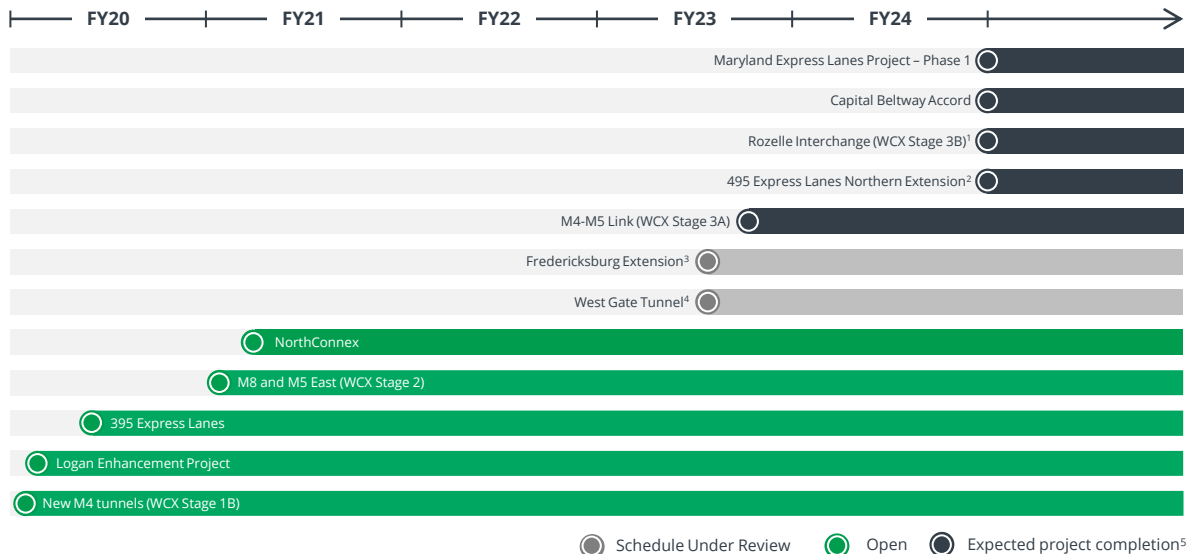 FY20 FY21 FY22 FY23 FY24
Maryland Express Lanes Project – Phase 1
Capital Beltway Accord
Rozelle Interchange (WCX Stage 3B)¹
495 Express Lanes Northern Extension²
M4-M5 Link (WCX Stage 3A)
Fredericksburg Extension³
West Gate Tunnel⁴
NorthConnex
M8 and M5 East (WCX Stage 2)
395 Express Lanes
Logan Enhancement Project
New M4 tunnels (WCX Stage 1B)
Schedule Under Review Open Expected project completion⁵